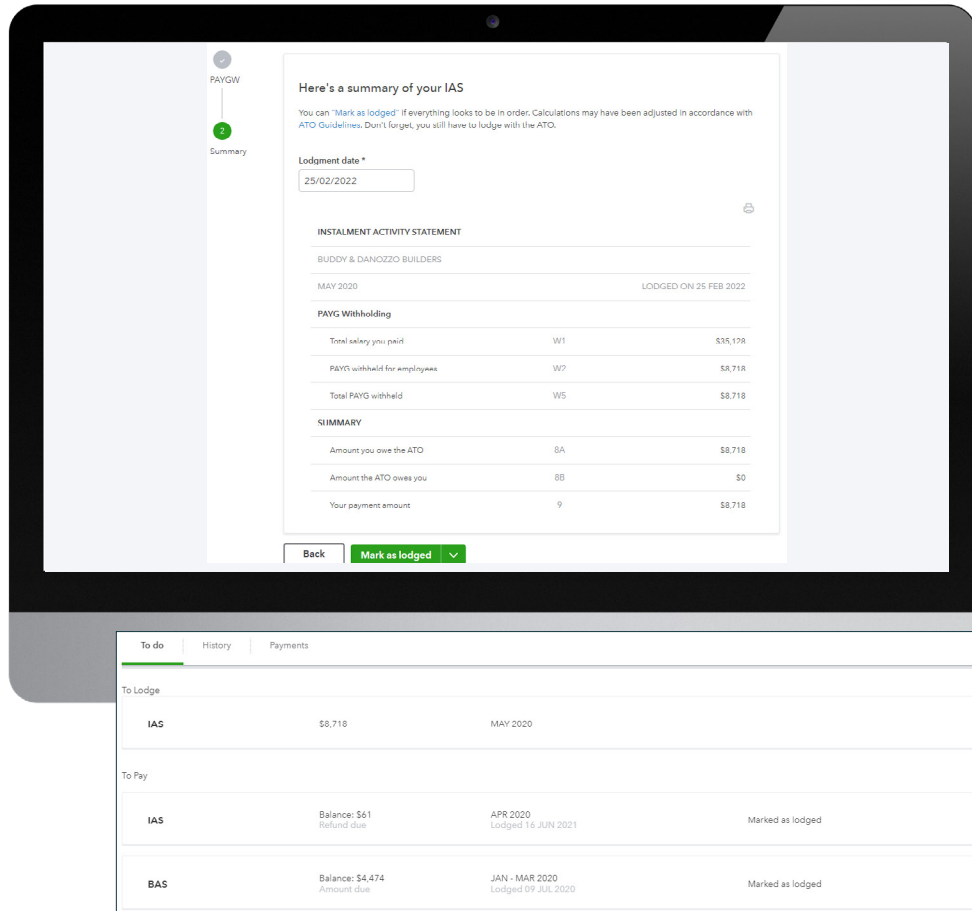 PAYGW
2
Summary
Here's a summary of your IAS
You can "Mark as lodged" if everything looks to be in order. Calculations may have been adjusted in accordance with
ATO Guidelines. Don't forget, you still have to lodge with the ATO.
Lodgment date *
25/02/2022
INSTALMENT ACTIVITY STATEMENT
BUDDY & DANOZZO BUILDERS
MAY 2020 LODGED ON 25 FEB 2022
PAYG Withholding
Total salary you paid W1 $35,128
PAYG withheld for employees W2 $8,718
Total PAYG withheld W5 $8,718
SUMMARY
Amount you owe the ATO 8A $8,718
Amount the ATO owes you 8B $0
Your payment amount 9 $8,718
Back Mark as lodged
To do History Payments
To Lodge
IAS $8,718 MAY 2020
To Pay
IAS Balance: $61 APR 2020 Marked as lodged
Refund due Lodged 16 JUN 2021
BAS Balance: $4,474 JAN - MAR 2020 Marked as lodged
Amount due Lodged 09 JUL 2020